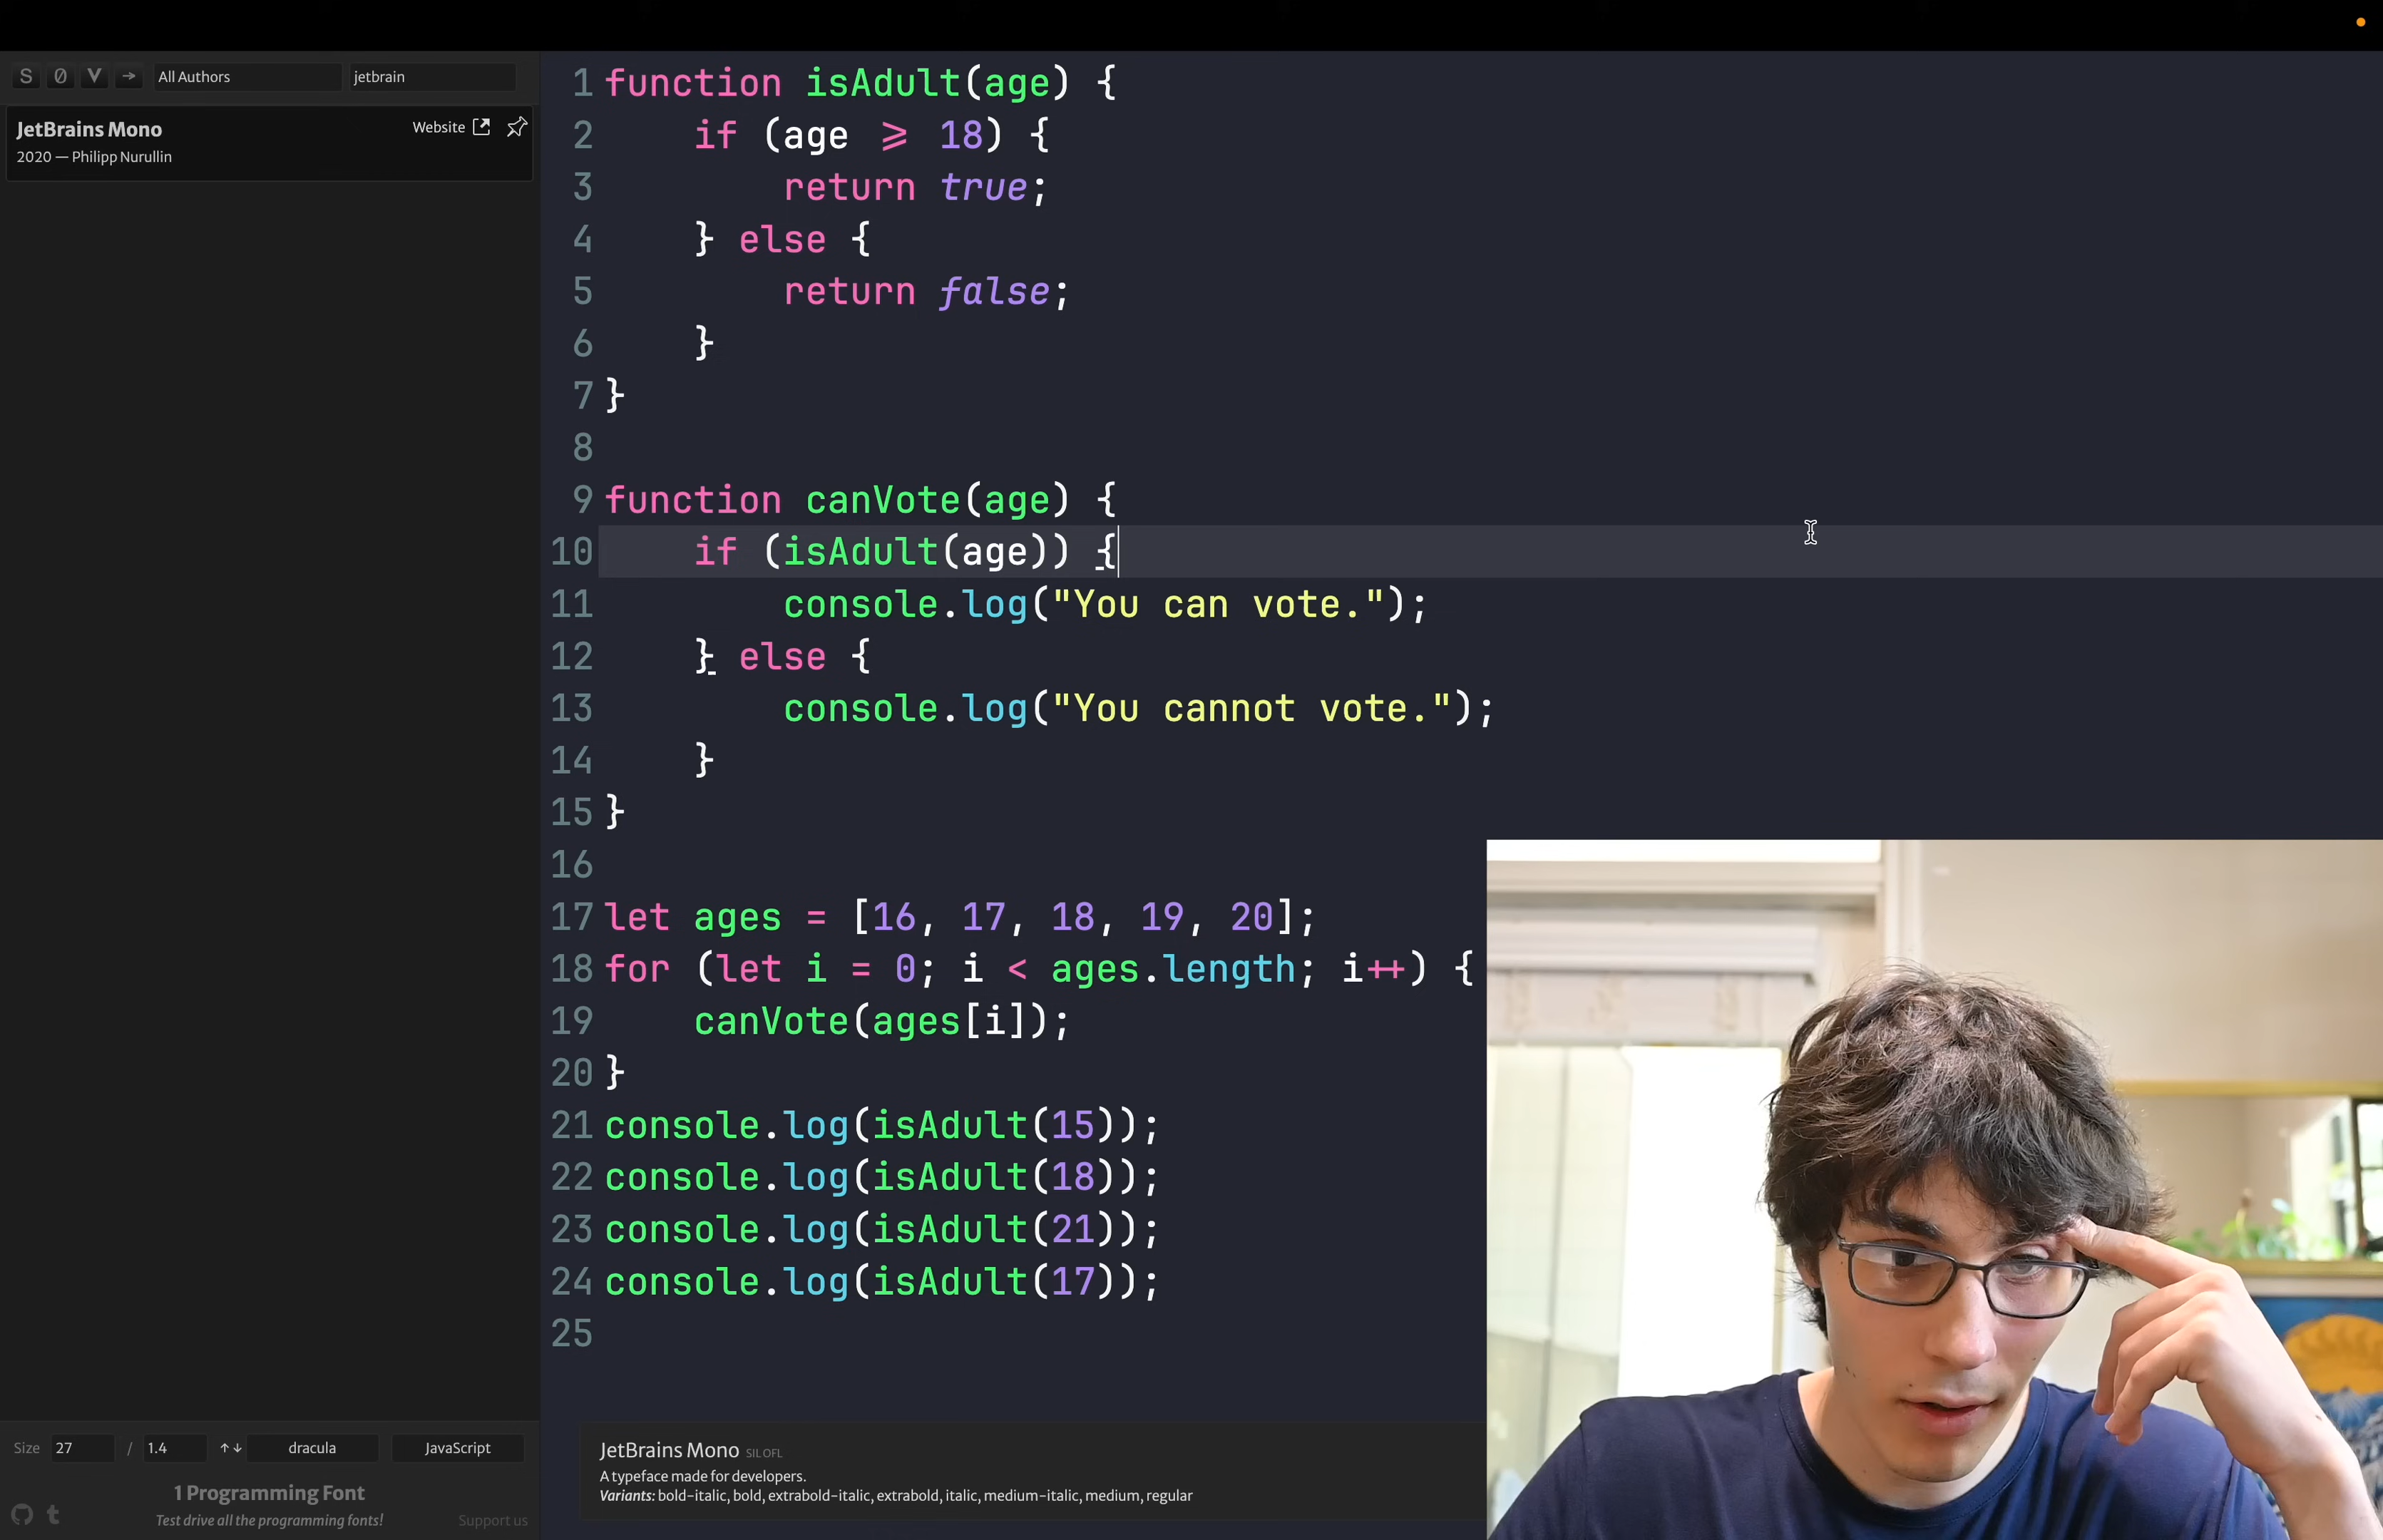 S 0 V → All Authors jetbrain
JetBrains Mono Website
2020 — Philipp Nurullin
1 function isAdult(age) {
2     if (age >= 18) {
3         return true;
4     } else {
5         return false;
6     }
7 }
8
9 function canVote(age) {
10     if (isAdult(age)) {
11         console.log("You can vote.");
12     } else {
13         console.log("You cannot vote.");
14     }
15 }
16
17 let ages = [16, 17, 18, 19, 20];
18 for (let i = 0; i < ages.length; i++) {
19     canVote(ages[i]);
20 }
21 console.log(isAdult(15));
22 console.log(isAdult(18));
23 console.log(isAdult(21));
24 console.log(isAdult(17));
25
Size 27 / 1.4 ↑↓ dracula JavaScript
1 Programming Font
Test drive all the programming fonts! Support us
JetBrains Mono SIL OFL
A typeface made for developers.
Variants: bold-italic, bold, extrabold-italic, extrabold, italic, medium-italic, medium, regular